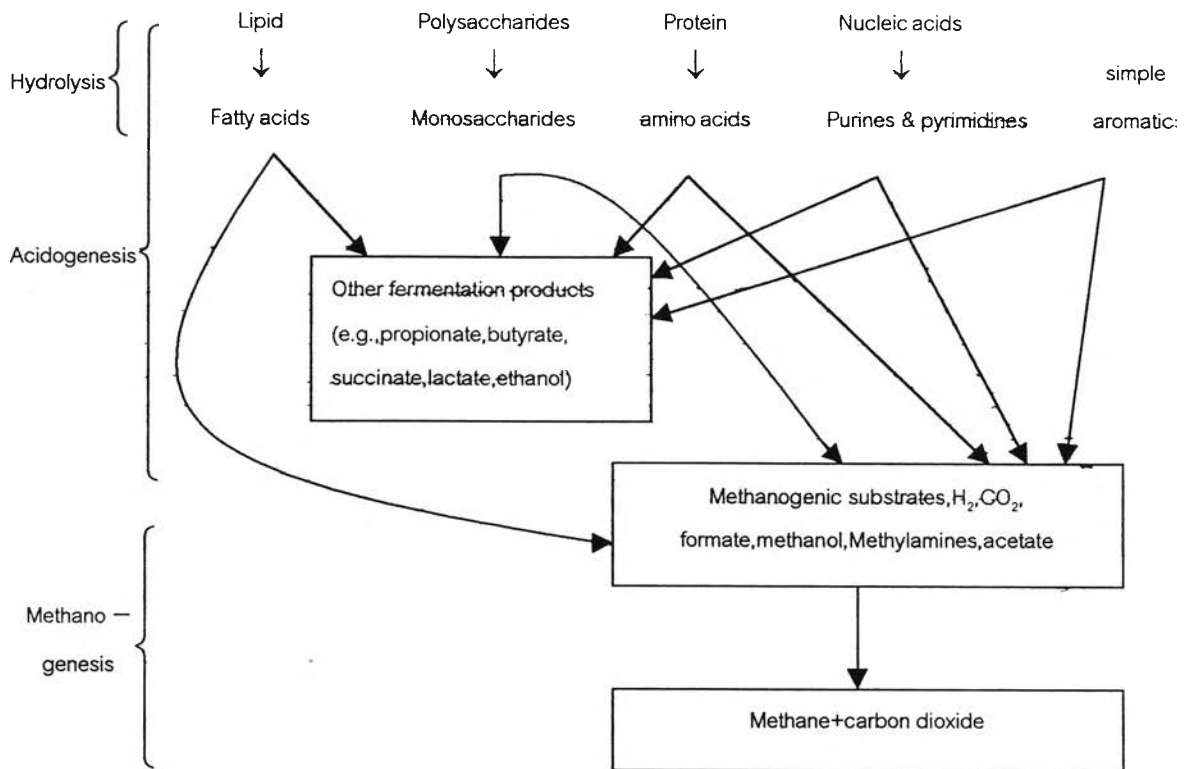 Lipid
Polysaccharides
Protein
Nucleic acids
Hydrolysis
simple
Fatty acids
Monosaccharides
amino acids
Purines & pyrimidines
aromatic
Acidogenesis
Other fermentation products
(e.g.,propionate,butyrate,
succinate,lactate,ethanol)
Methanogenic substrates,H₂,CO₂,
formate,methanol,Methylamines,acetate
Methano –
genesis
Methane+carbon dioxide